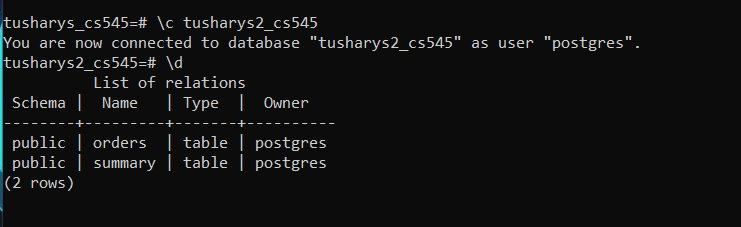 tusharys_cs545=# \c tusharys2_cs545
You are now connected to database "tusharys2_cs545" as user "postgres".
tusharys2_cs545=# \d
          List of relations
 Schema |  Name   | Type  |  Owner
--------+---------+-------+----------
 public | orders  | table | postgres
 public | summary | table | postgres
(2 rows)